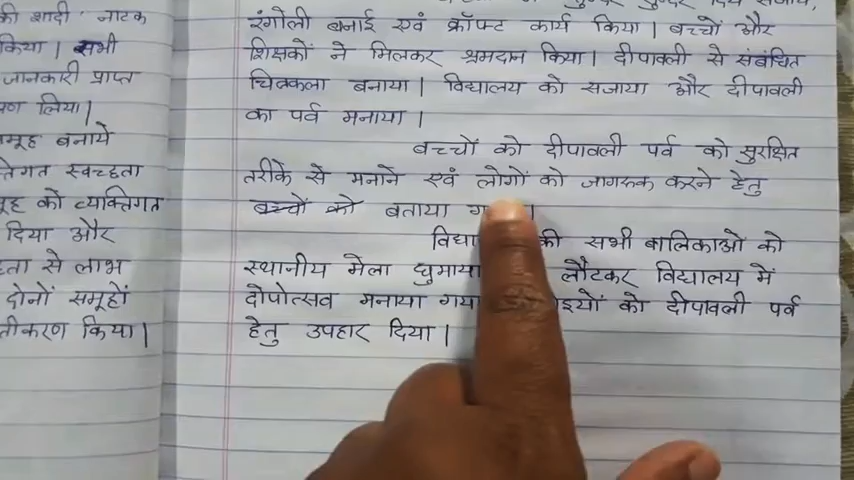 की शादी नाटक
किया। सभी
जानकारी प्राप्त
लिया।
समूह बनाये
स्वच्छता
को व्यक्तिगत
दिया और
से लाभ
दोनों समूहों
किया।
रंगोली बनाई एवं क्रॉफ्ट कार्य किया। बच्चों और
शिक्षकों ने मिलकर श्रमदान किया। दीपावली से संबंधित
चित्रकला बनाया। विद्यालय को सजाया और दीपावली
का पर्व मनाया।
बच्चों को दीपावली पर्व को सुरक्षित
तरीके से मनाने एवं लोगों को जागरुक करने हेतु
बच्चों को बताया
की सभी बालिकाओं को
स्थानीय मेला घुमाया लौटकर विद्यालय में
दीपोत्सव मनाया गया को दीपावली पर्व
हेतु उपहार दिया।